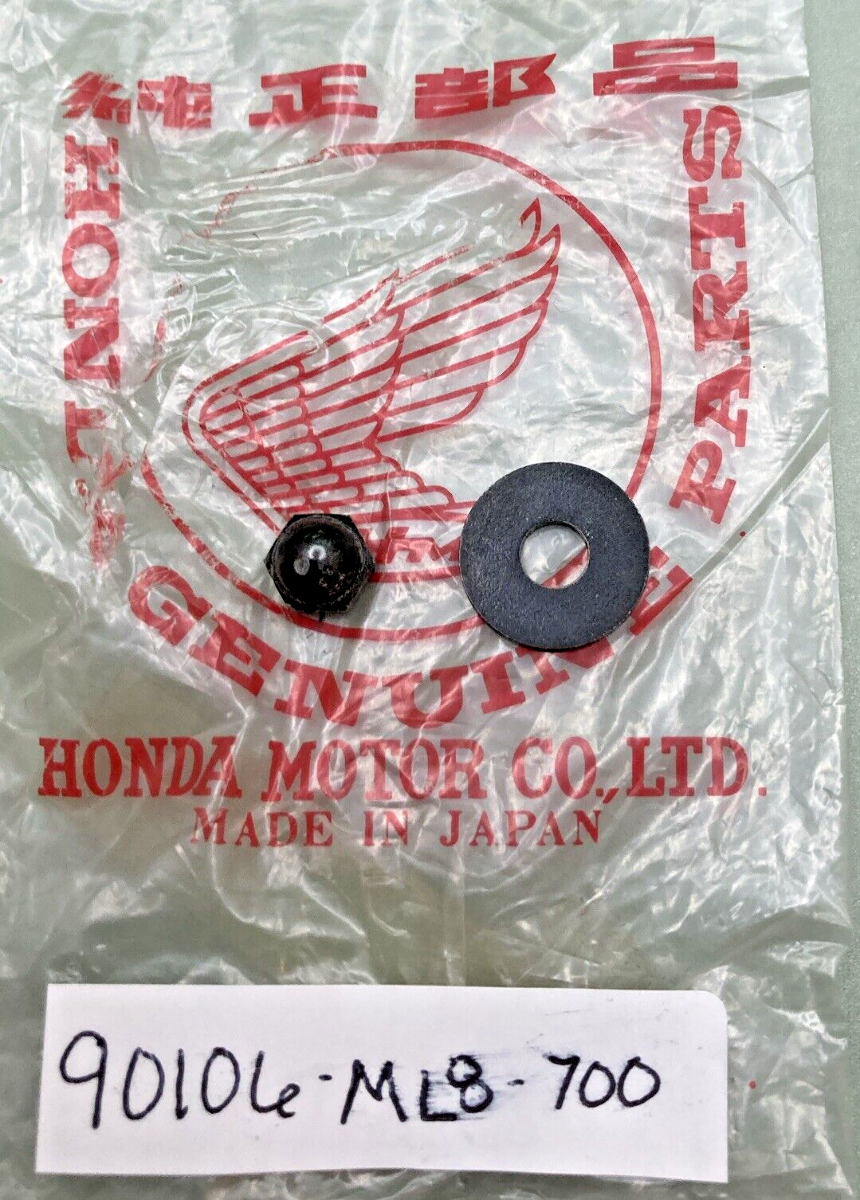 純正部品
HONDA
GENUINE PARTS
HONDA MOTOR CO., LTD.
MADE IN JAPAN
90106-ML8-700